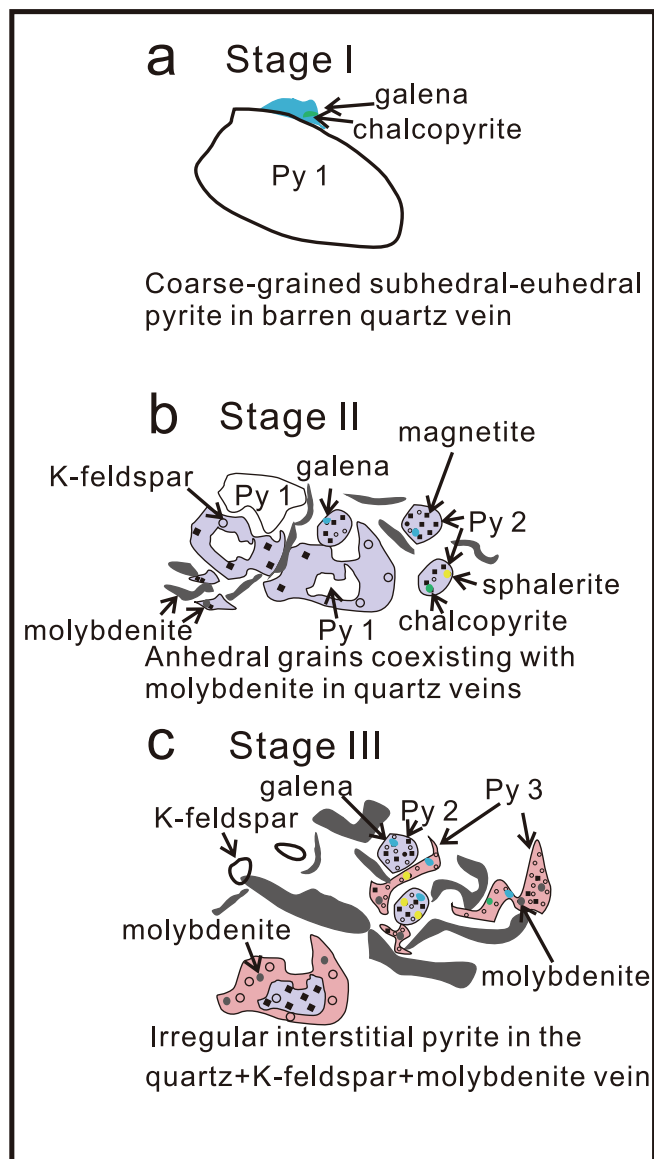 a Stage I
galena
chalcopyrite
Py 1
Coarse-grained subhedral-euhedral
pyrite in barren quartz vein
b Stage II
magnetite
K-feldspar
galena
Py 1
Py 2
sphalerite
molybdenite
Py 1
chalcopyrite
Anhedral grains coexisting with
molybdenite in quartz veins
c Stage III
galena
Py 2
Py 3
K-feldspar
molybdenite
molybdenite
Irregular interstitial pyrite in the
quartz+K-feldspar+molybdenite vein